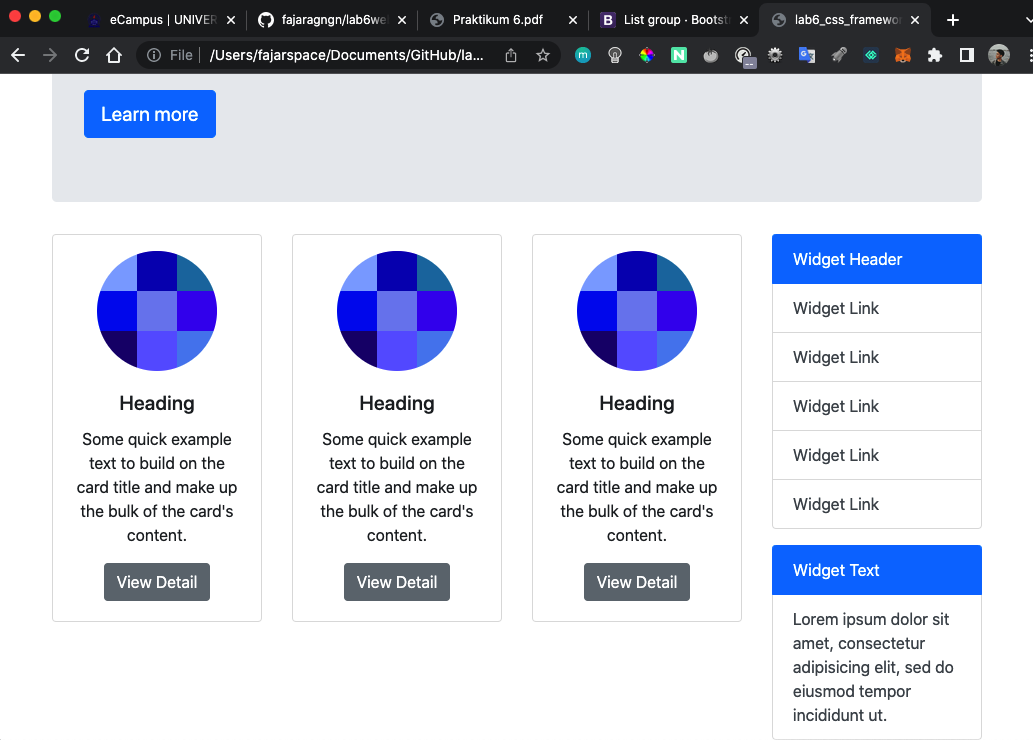 eCampus | UNIVER
fajaragngn/lab6we
Praktikum 6.pdf
List group · Bootst
lab6_css_framewo
File
/Users/fajarspace/Documents/GitHub/la...
Learn more
Heading
Some quick example
text to build on the
card title and make up
the bulk of the card's
content.
View Detail
Heading
Some quick example
text to build on the
card title and make up
the bulk of the card's
content.
View Detail
Heading
Some quick example
text to build on the
card title and make up
the bulk of the card's
content.
View Detail
Widget Header
Widget Link
Widget Link
Widget Link
Widget Link
Widget Link
Widget Text
Lorem ipsum dolor sit
amet, consectetur
adipisicing elit, sed do
eiusmod tempor
incididunt ut.